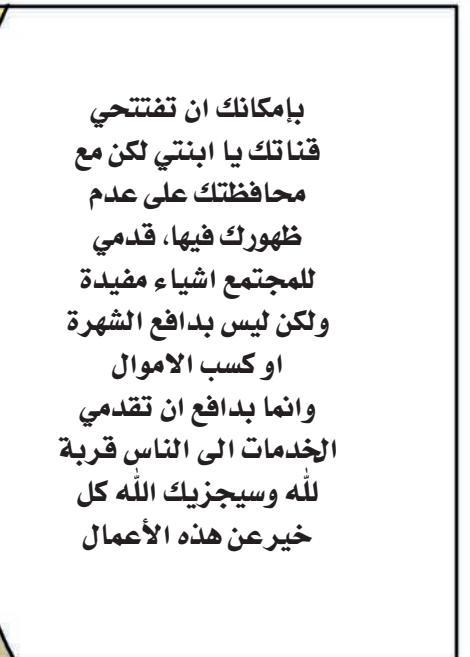 بإمكانك ان تفتتحي
قناتك يا ابنتي لكن مع
محافظتك على عدم
ظهورك فيها، قدمي
للمجتمع اشياء مفيدة
ولكن ليس بدافع الشهرة
او كسب الاموال
وانما بدافع ان تقدمي
الخدمات الى الناس قربة
لله وسيجزيك الله كل
خير عن هذه الأعمال